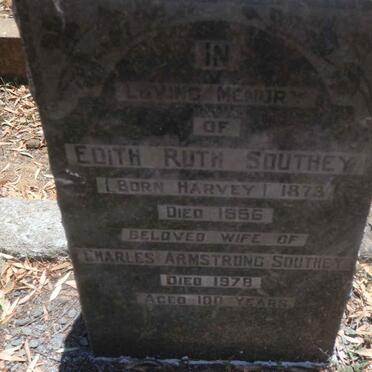 IN
LOVING MEMORY
OF
EDITH RUTH SOUTHEY
(BORN HARVEY) 1873
DIED 1956
BELOVED WIFE OF
CHARLES ARMSTRONG SOUTHEY
DIED 1978
AGED 100 YEARS